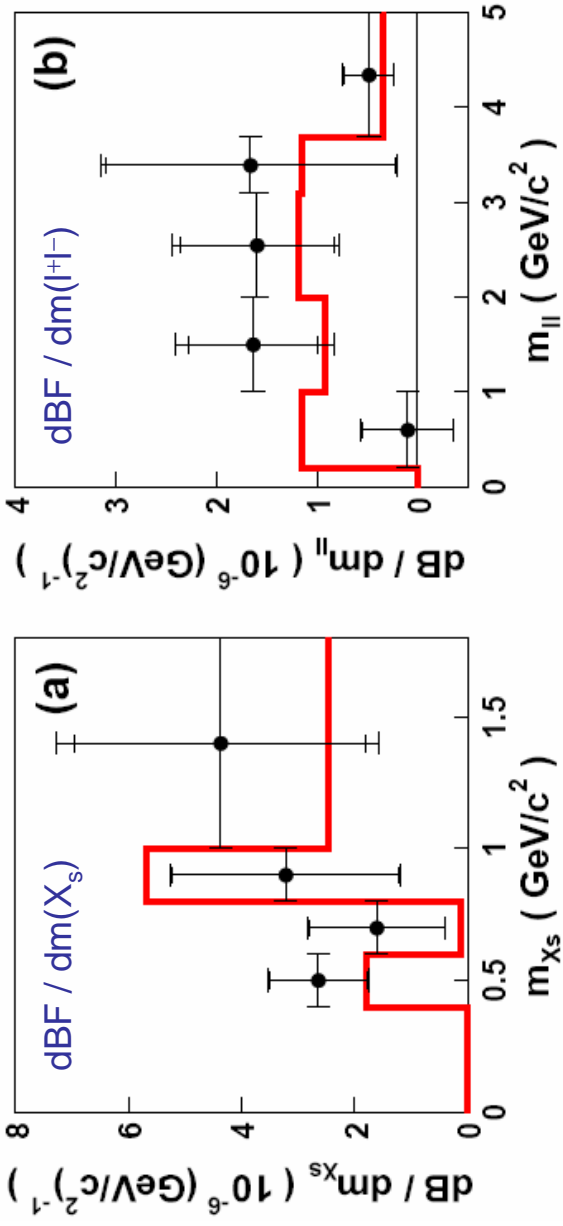 dBF / dm(Xs)
(a)
8
6
4
2
0
dB / dmXs ( 10-6 (GeV/c2)-1 )
0
0.5
1
1.5
mXs ( GeV/c2 )
dBF / dm(l+l−)
(b)
4
3
2
1
0
dB / dmll ( 10-6 (GeV/c2)-1 )
0
1
2
3
4
5
mll ( GeV/c2 )